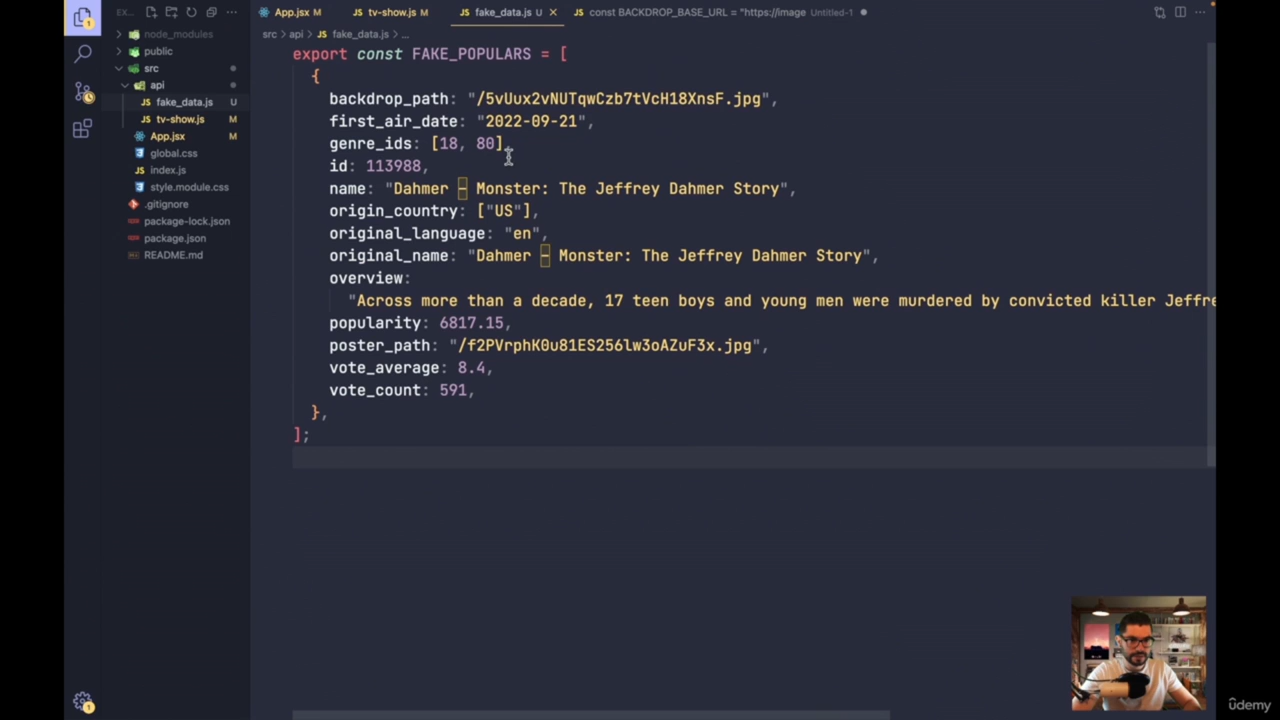 App.jsx M
tv-show.js M
fake_data.js U
const BACKDROP_BASE_URL = "https://image Untitled-1
EX...
src > api > fake_data.js > ...
node_modules
public
src
api
fake_data.js U
tv-show.js M
App.jsx M
global.css
index.js
style.module.css
.gitignore
package-lock.json
package.json
README.md
1
1
export const FAKE_POPULARS = [
{
backdrop_path: "/5vUux2vNUTqwCzb7tVcH18XnsF.jpg",
first_air_date: "2022-09-21",
genre_ids: [18, 80],
id: 113988,
name: "Dahmer – Monster: The Jeffrey Dahmer Story",
origin_country: ["US"],
original_language: "en",
original_name: "Dahmer – Monster: The Jeffrey Dahmer Story",
overview:
"Across more than a decade, 17 teen boys and young men were murdered by convicted killer Jeffre
popularity: 6817.15,
poster_path: "/f2PVrphK0u81ES256lw3oAZuF3x.jpg",
vote_average: 8.4,
vote_count: 591,
},
];
ûdemy